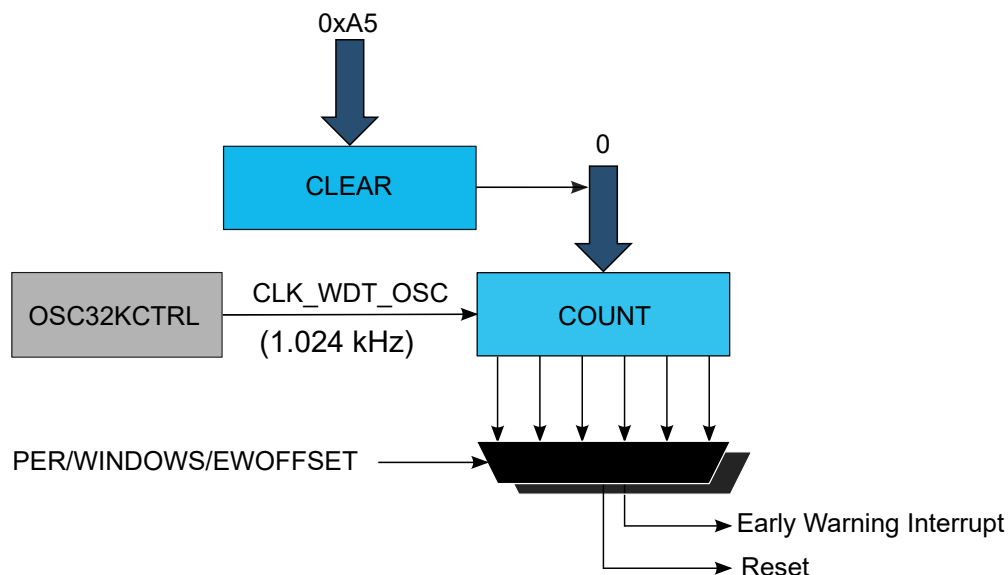 0xA5
0
CLEAR
OSC32KCTRL
CLK_WDT_OSC
(1.024 kHz)
COUNT
PER/WINDOWS/EWOFFSET
Early Warning Interrupt
Reset